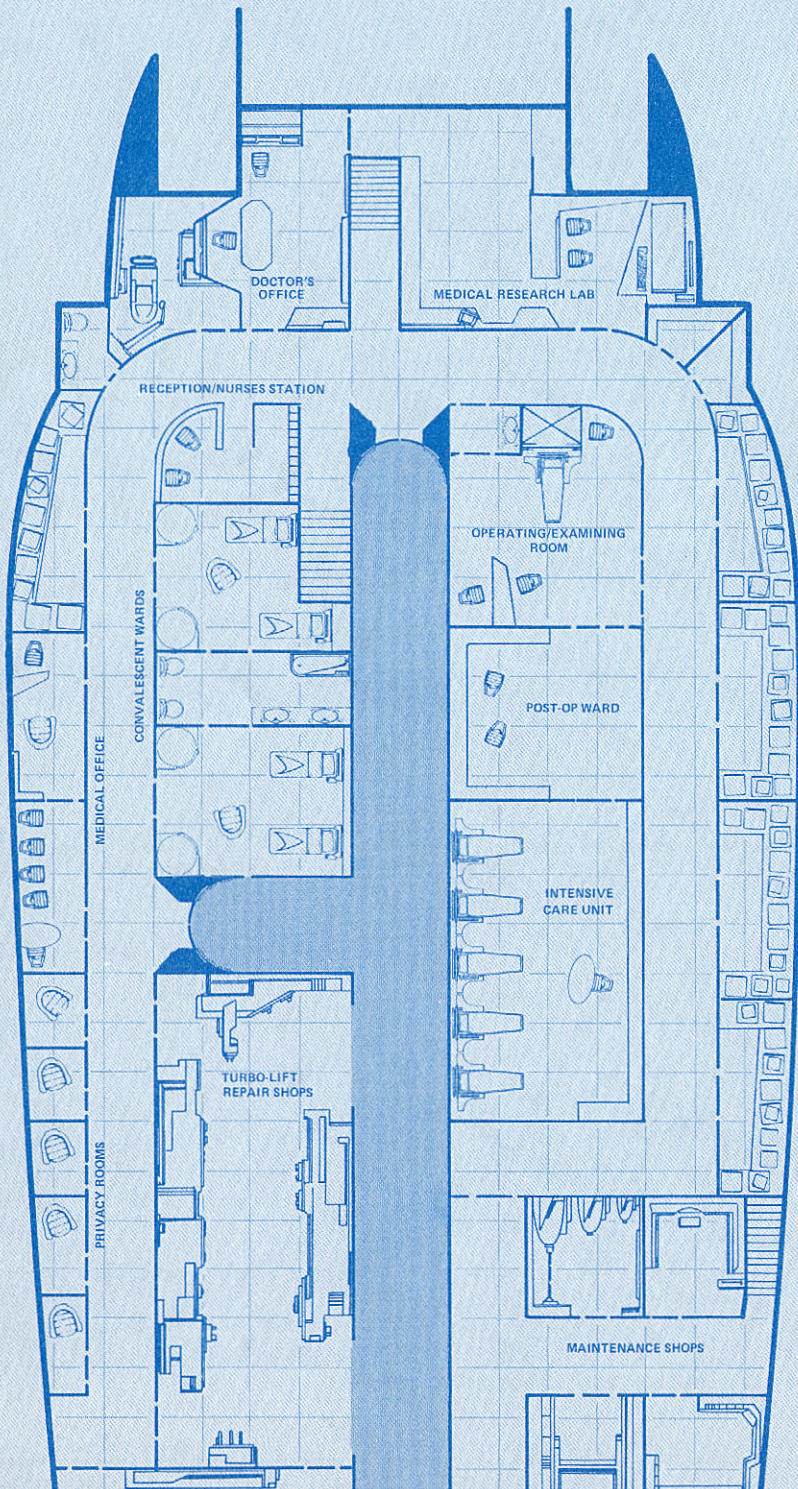 DOCTOR'S
OFFICE
MEDICAL RESEARCH LAB
RECEPTION/NURSES STATION
OPERATING/EXAMINING
ROOM
CONVALESCENT WARDS
POST-OP WARD
MEDICAL OFFICE
INTENSIVE
CARE UNIT
TURBO-LIFT
REPAIR SHOPS
PRIVACY ROOMS
MAINTENANCE SHOPS